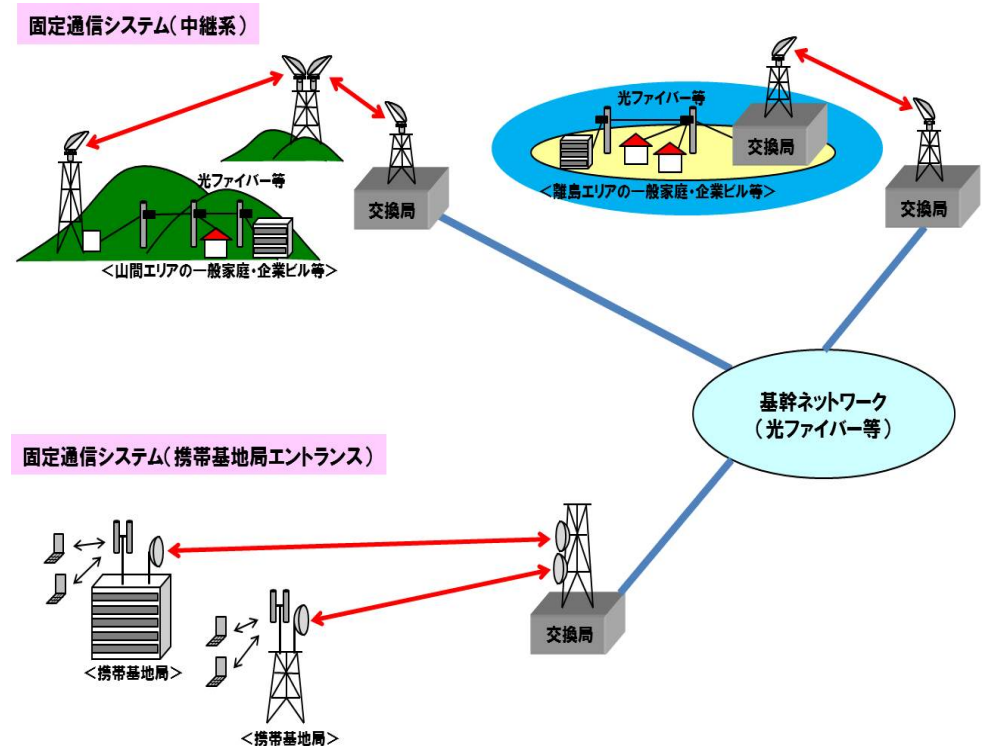 固定通信システム(中継系)
光ファイバー等
交換局
<山間エリアの一般家庭・企業ビル等>
光ファイバー等
交換局
<離島エリアの一般家庭・企業ビル等>
交換局
基幹ネットワーク
(光ファイバー等)
固定通信システム(携帯基地局エントランス)
交換局
<携帯基地局>
<携帯基地局>